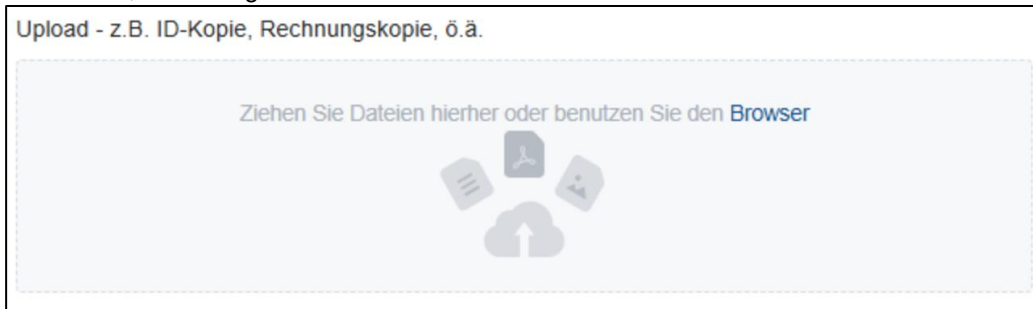 Upload - z.B. ID-Kopie, Rechnungskopie, ö.ä.
Ziehen Sie Dateien hierher oder benutzen Sie den Browser